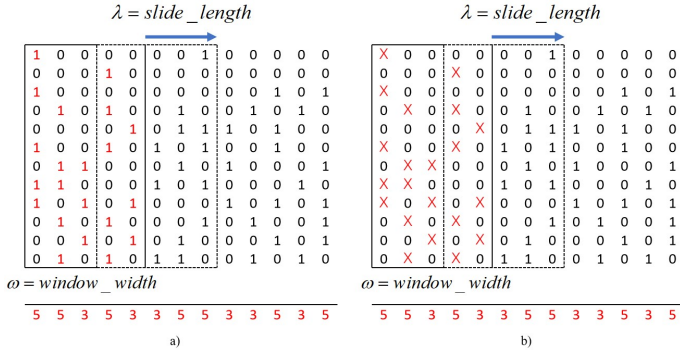 λ = slide_length
1 0 0 0 0 0 0 1 0 0 0 0 0
0 0 0 1 0 0 0 0 0 0 0 0 0
1 0 0 0 0 0 0 0 0 0 1 0 1
0 1 0 1 0 0 1 0 0 1 0 1 0
0 0 0 0 1 0 1 1 1 0 1 0 0
1 0 0 1 0 1 0 1 0 0 0 0 1
0 1 1 0 0 0 1 0 1 1 0 0 0
1 1 0 0 0 0 0 1 0 0 0 1 0
1 0 1 0 1 0 0 0 1 0 1 0 0
0 1 0 1 0 0 0 1 0 1 0 0 1
0 0 1 0 1 1 1 0 0 0 1 0 1
0 1 0 1 0 1 1 0 0 0 1 1 0
ω = window_width
5 5 3 5 3 3 5 5 3 3 5 3 5
a)
λ = slide_length
X 0 0 0 0 0 0 1 0 0 0 0 0
0 0 0 X 0 0 0 0 0 0 0 0 0
X 0 0 0 0 0 0 0 0 0 1 0 1
0 X 0 X 0 0 1 0 0 1 0 1 0
0 0 0 0 X 0 1 1 1 0 1 0 0
X 0 0 X 0 1 0 1 0 0 0 0 1
0 X X 0 0 0 1 0 1 1 0 0 0
X X 0 0 0 0 0 1 0 0 0 1 0
X 0 X 0 X 0 0 0 1 0 1 0 0
0 X 0 X 0 0 0 1 0 1 0 0 1
0 0 X 0 X 1 1 0 0 0 1 0 1
0 X 0 X 0 1 1 0 0 0 1 1 0
ω = window_width
5 5 3 5 3 3 5 5 3 3 5 3 5
b)